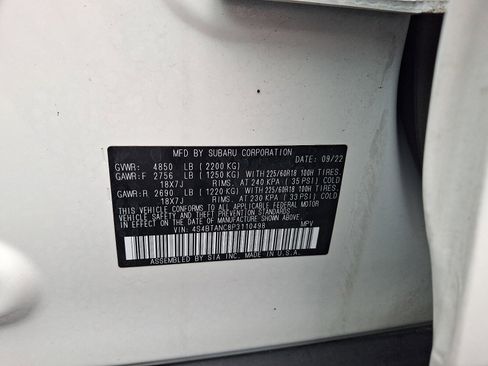 MFD BY SUBARU CORPORATION
GVWR: 4850 LB ( 2200 KG) DATE: 09/22
GAWR:F 2756 LB ( 1250 KG) WITH 225/60R18 100H TIRES.
18X7J RIMS. AT 240 KPA ( 35 PSI) COLD
GAWR:R 2690 LB ( 1220 KG) WITH 225/60R18 100H TIRES.
18X7J RIMS. AT 230 KPA ( 33 PSI) COLD
THIS VEHICLE CONFORMS TO ALL APPLICABLE FEDERAL MOTOR
VEHICLE SAFETY AND BUMPER STANDARDS IN
EFFECT ON THE DATE OF MANUFACTURE SHOWN ABOVE.
VIN: 4S4BTANC8P3110498 MPV
ASSEMBLED BY SIA INC. MADE IN U.S.A.